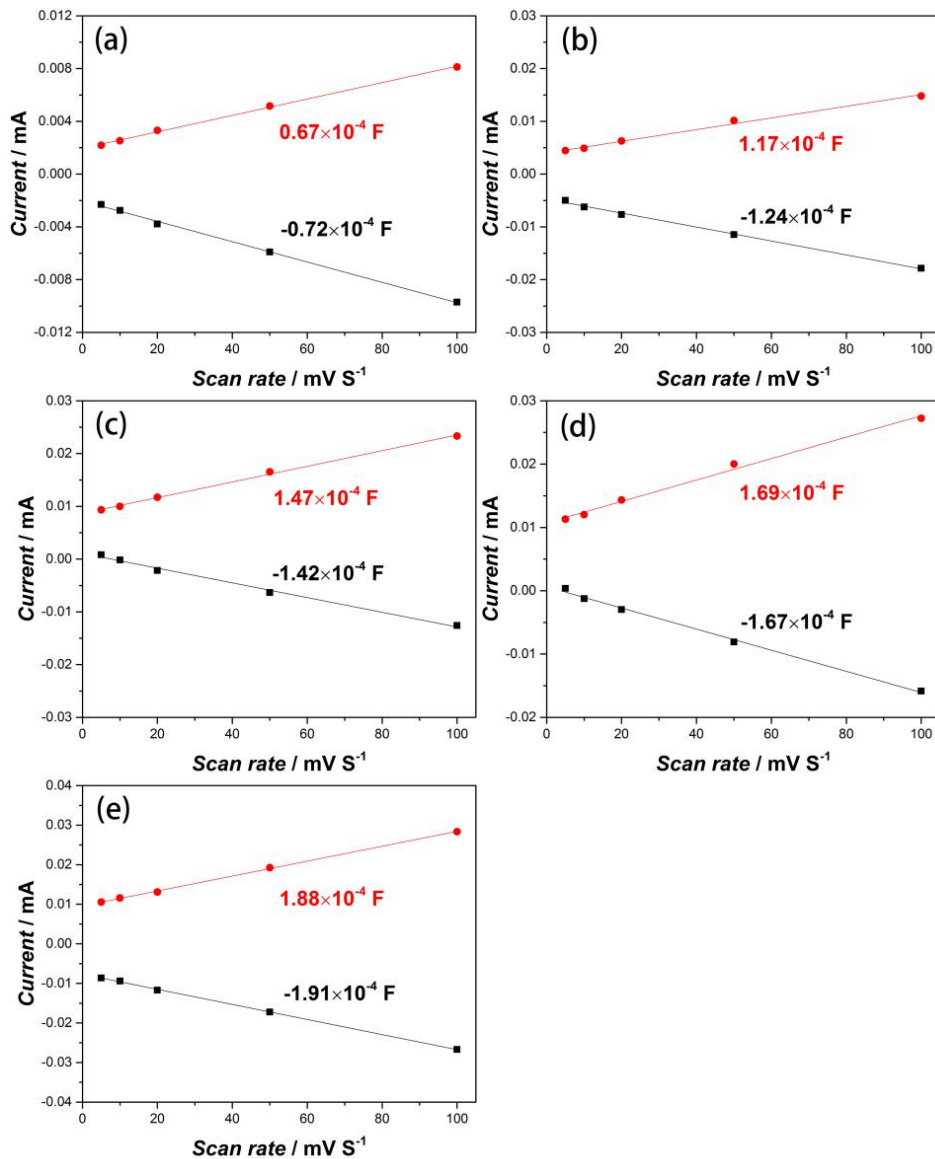 (a)
0.012
0.008
0.004
0.000
-0.004
-0.008
-0.012
Current / mA
0.67×10⁻⁴ F
-0.72×10⁻⁴ F
0 20 40 60 80 100
Scan rate / mV S⁻¹
(b)
0.03
0.02
0.01
0.00
-0.01
-0.02
-0.03
Current / mA
1.17×10⁻⁴ F
-1.24×10⁻⁴ F
0 20 40 60 80 100
Scan rate / mV S⁻¹
(c)
0.03
0.02
0.01
0.00
-0.01
-0.02
-0.03
Current / mA
1.47×10⁻⁴ F
-1.42×10⁻⁴ F
0 20 40 60 80 100
Scan rate / mV S⁻¹
(d)
0.03
0.02
0.01
0.00
-0.01
-0.02
Current / mA
1.69×10⁻⁴ F
-1.67×10⁻⁴ F
0 20 40 60 80 100
Scan rate / mV S⁻¹
(e)
0.04
0.03
0.02
0.01
0.00
-0.01
-0.02
-0.03
-0.04
Current / mA
1.88×10⁻⁴ F
-1.91×10⁻⁴ F
0 20 40 60 80 100
Scan rate / mV S⁻¹